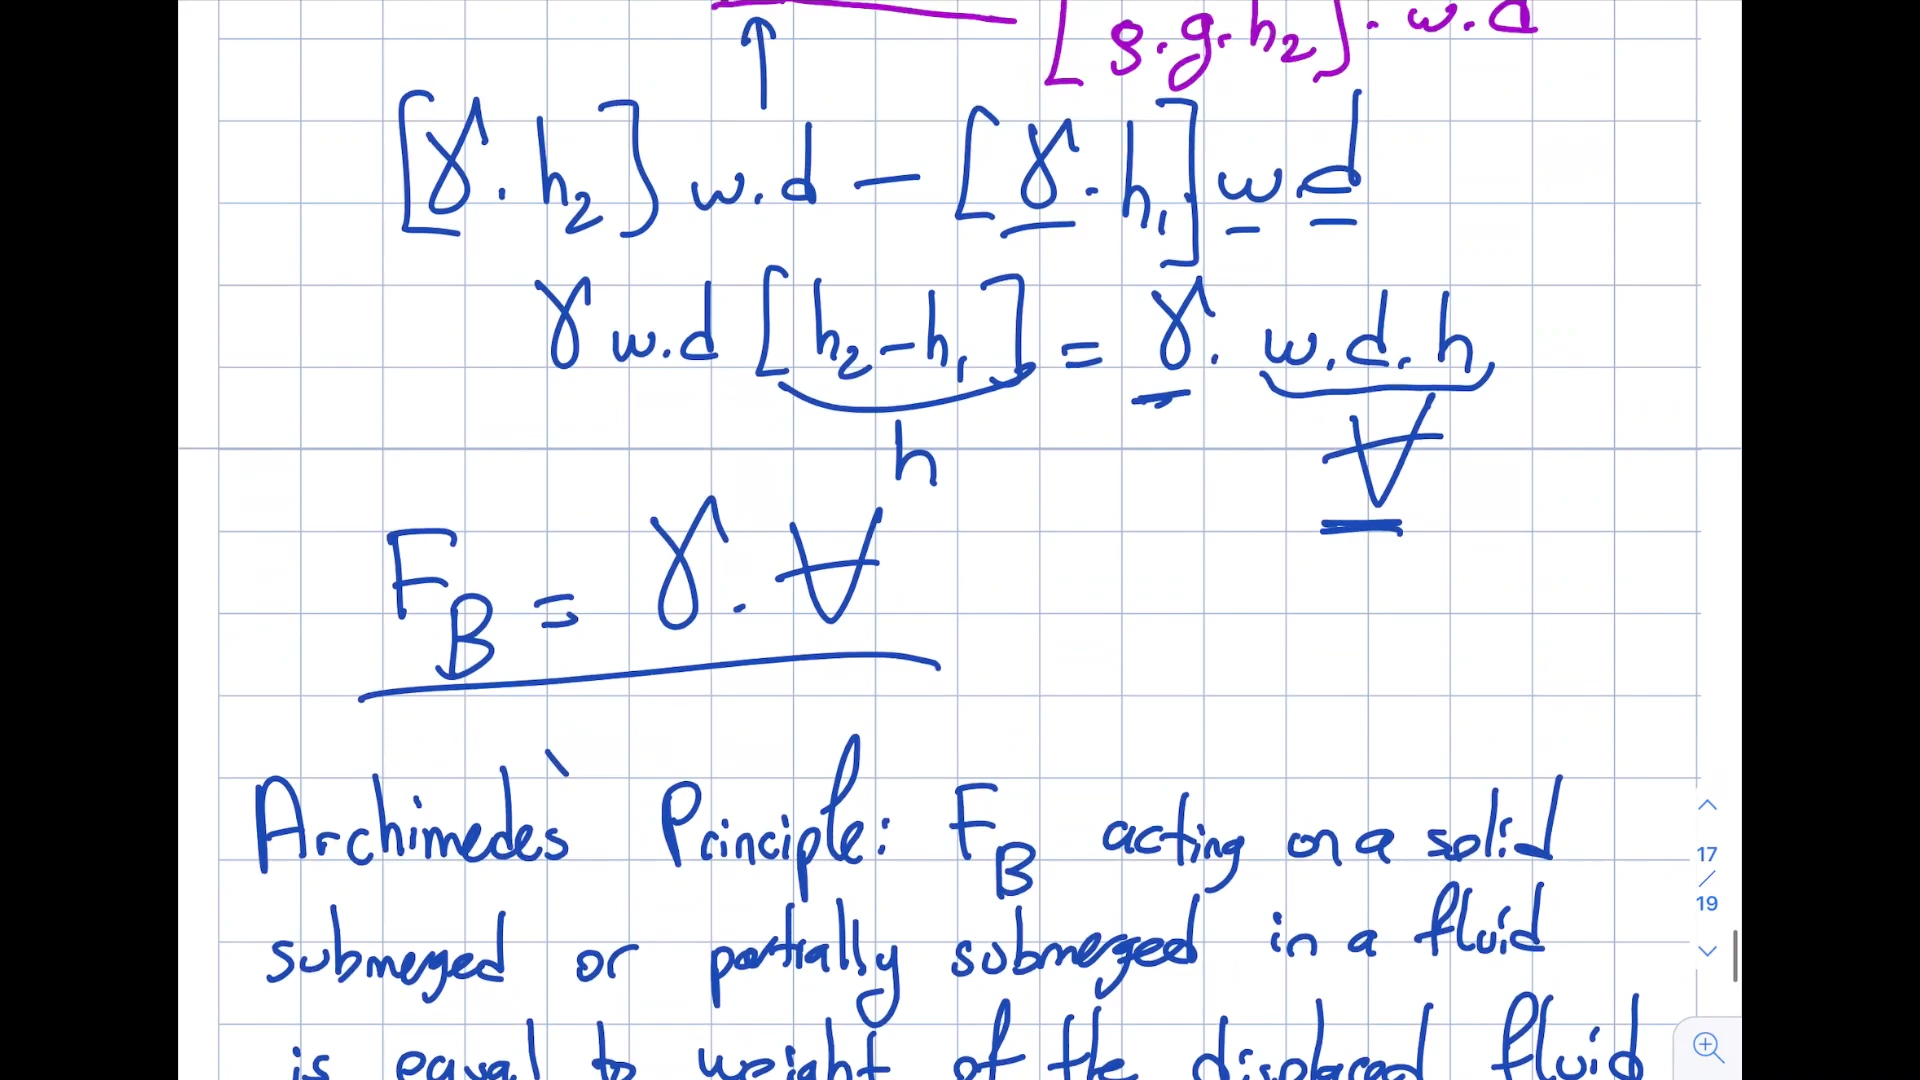 [ρ.g.h₂].w.d
[γ.h₂] w.d – [γ.h₁] w d
γ w.d [h₂–h₁] = γ. w.d.h
h
∀
F_B = γ.∀
Archimedes' Principle: F_B acting on a solid
submerged or partially submerged in a fluid
is equal to weight of the displaced fluid
17
/
19